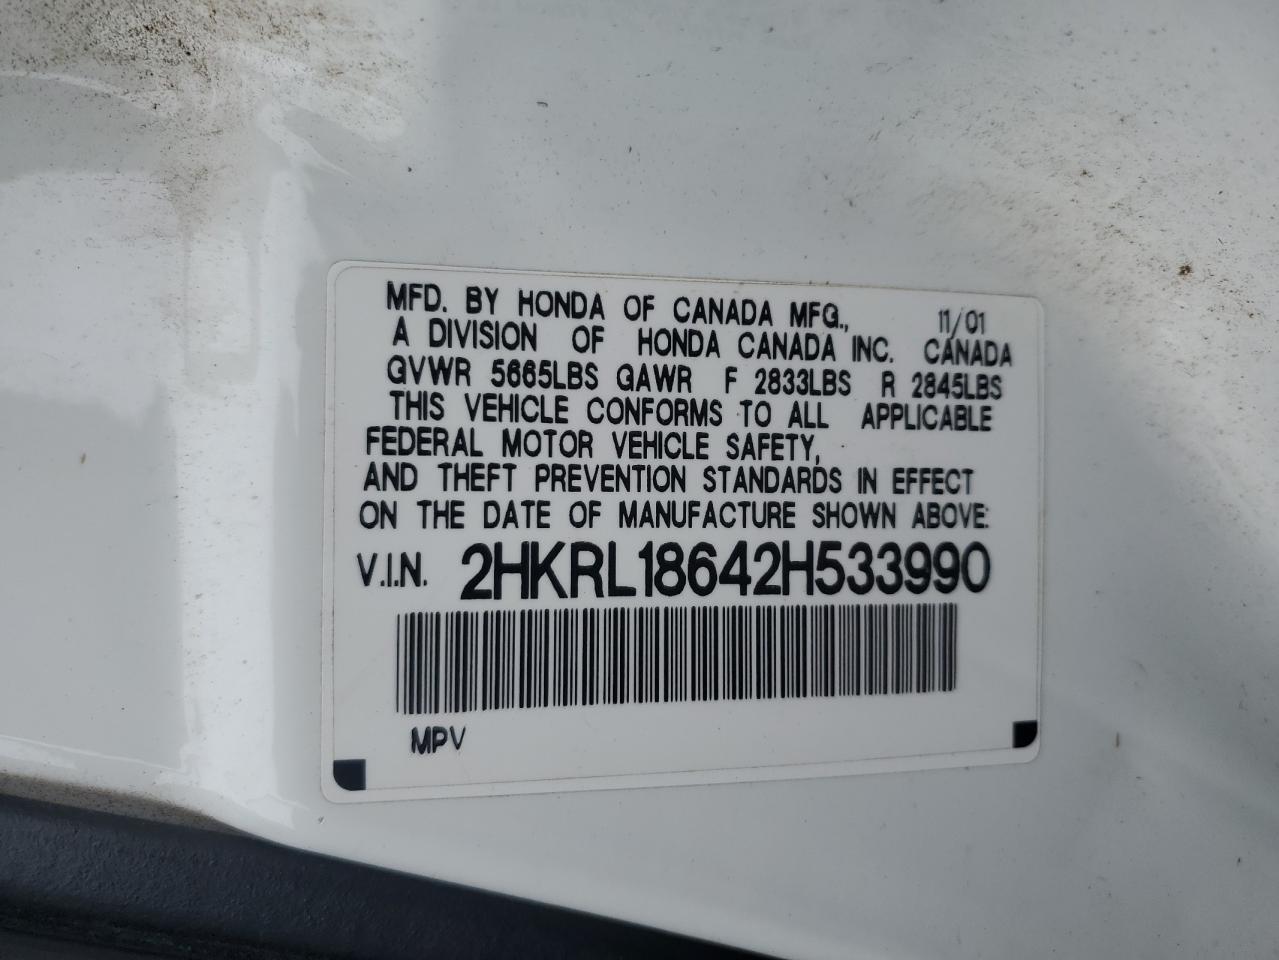 MFD. BY HONDA OF CANADA MFG., 11/01
A DIVISION OF HONDA CANADA INC. CANADA
GVWR 5665LBS GAWR F 2833LBS R 2845LBS
THIS VEHICLE CONFORMS TO ALL APPLICABLE
FEDERAL MOTOR VEHICLE SAFETY,
AND THEFT PREVENTION STANDARDS IN EFFECT
ON THE DATE OF MANUFACTURE SHOWN ABOVE.
V.I.N. 2HKRL18642H533990
MPV